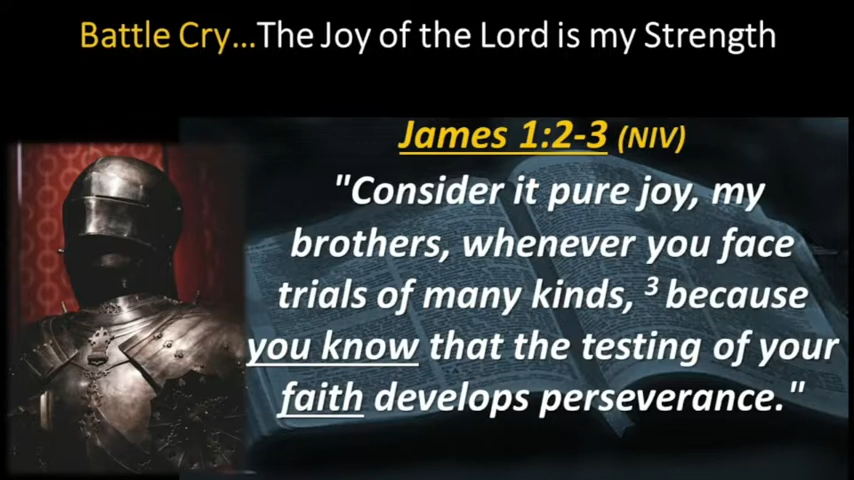 Battle Cry...The Joy of the Lord is my Strength
James 1:2-3 (NIV)
"Consider it pure joy, my
brothers, whenever you face
trials of many kinds, ³ because
you know that the testing of your
faith develops perseverance."